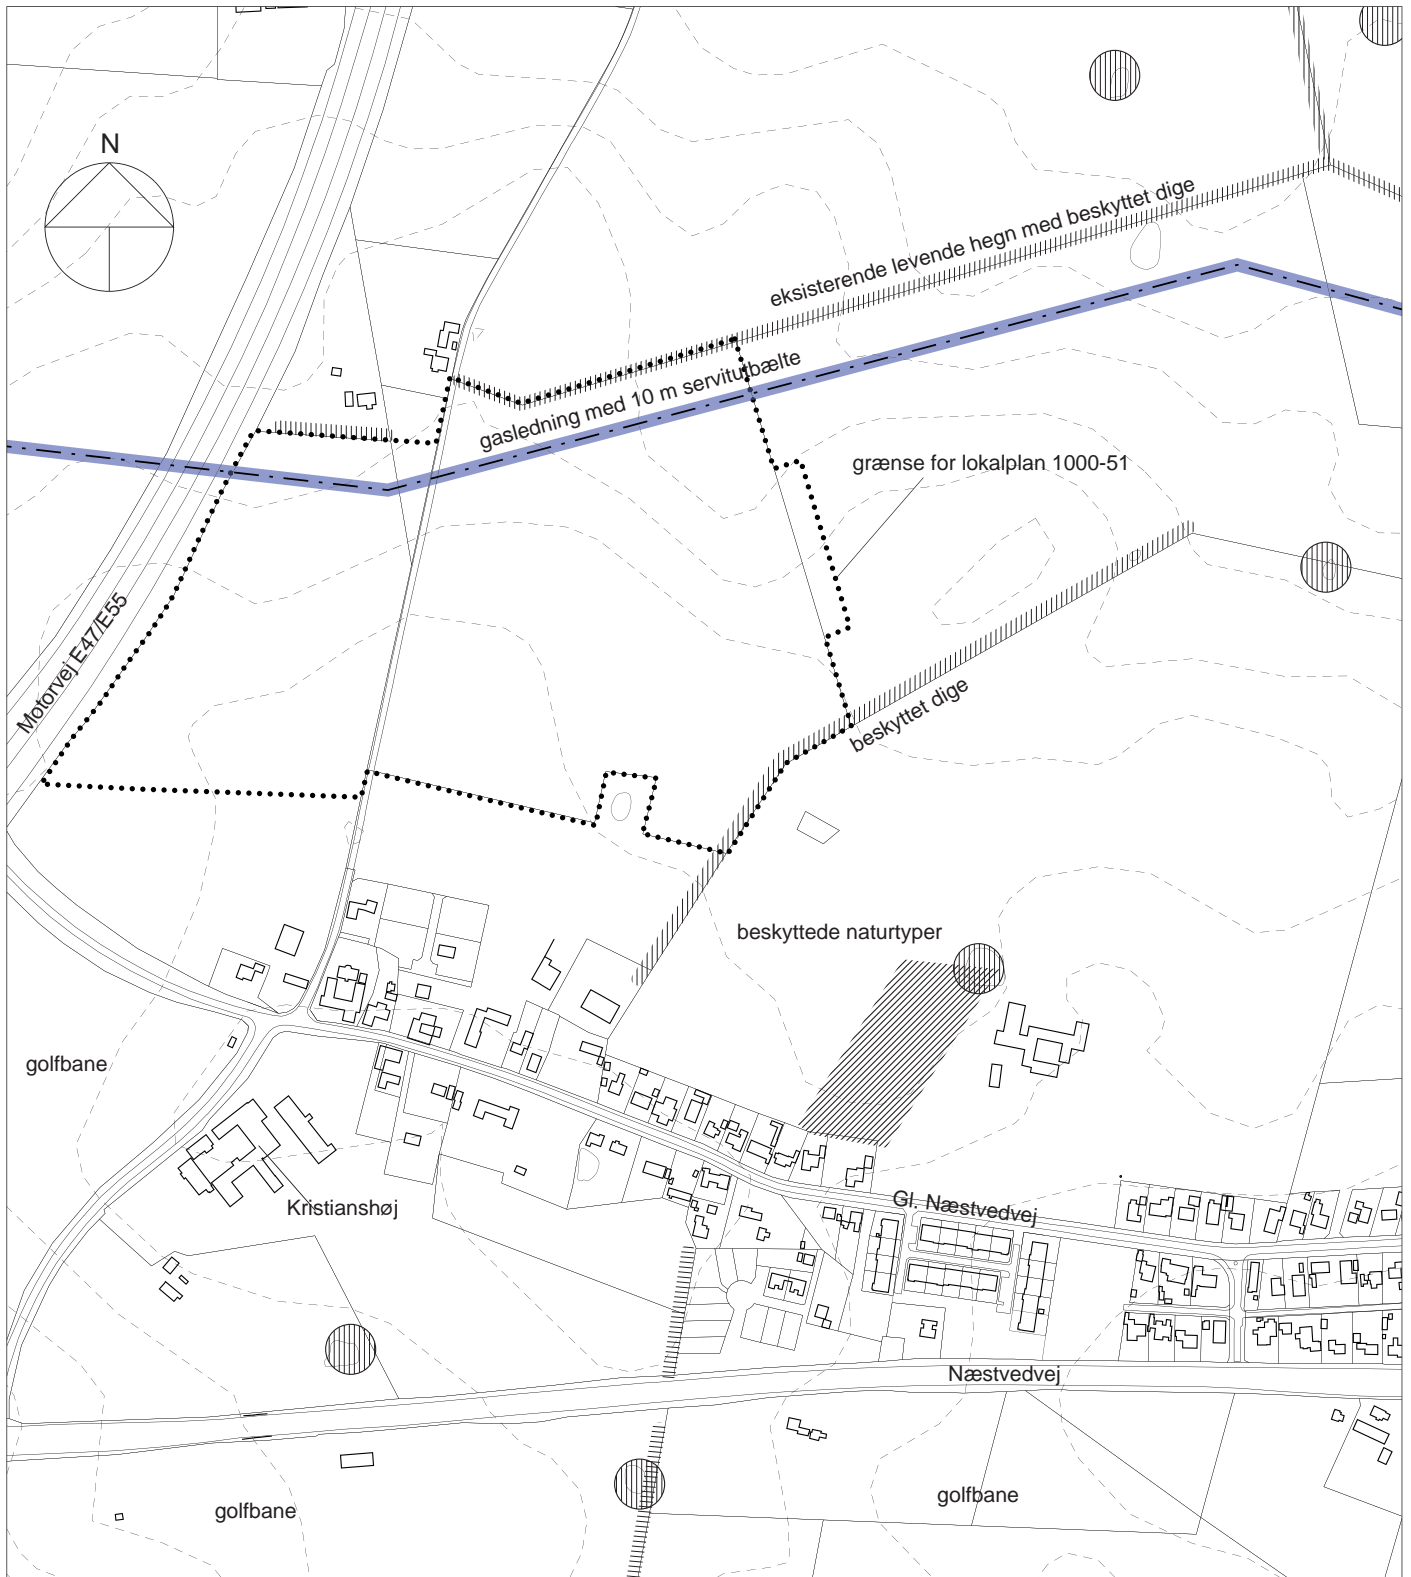 N
eksisterende levende hegn med beskyttet dige
gasledning med 10 m servitutbælte
grænse for lokalplan 1000-51
Motorvej E47/E55
beskyttet dige
beskyttede naturtyper
golfbane
Kristianshøj
Gl. Næstvedvej
Næstvedvej
golfbane
golfbane